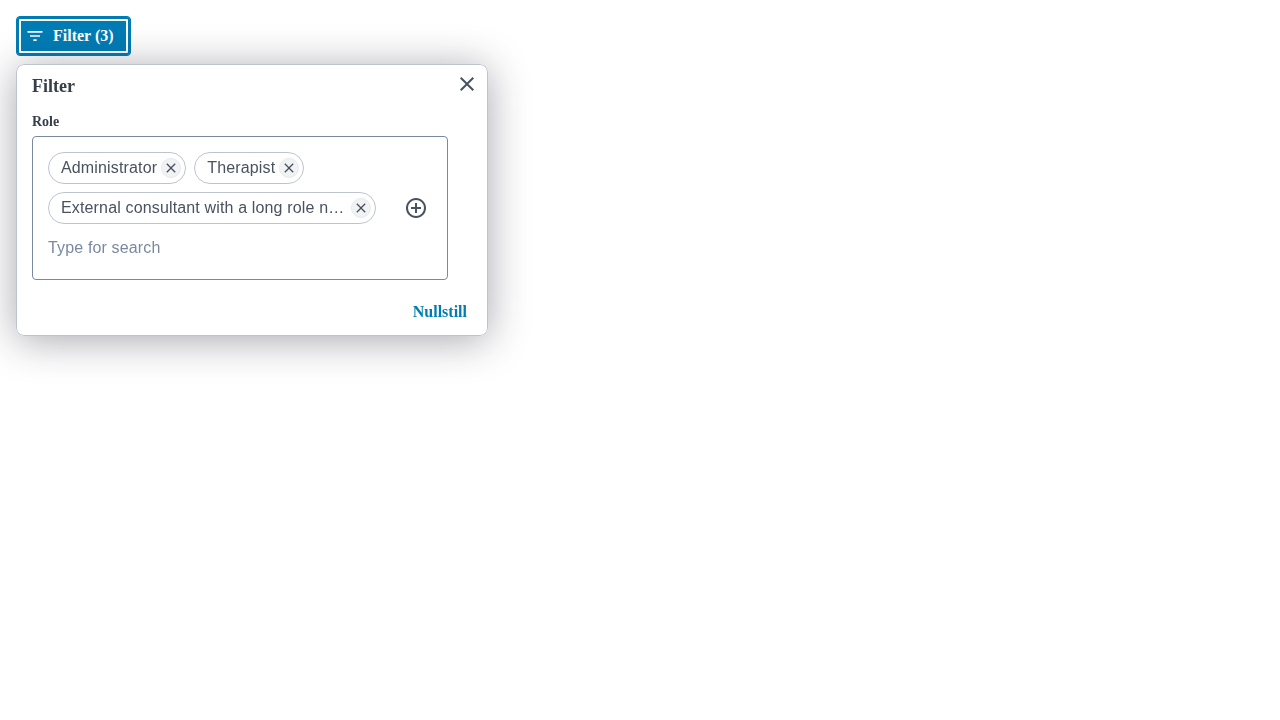 Filter (3)
Filter
Role
Administrator Therapist
External consultant with a long role n…
Type for search
Nullstill